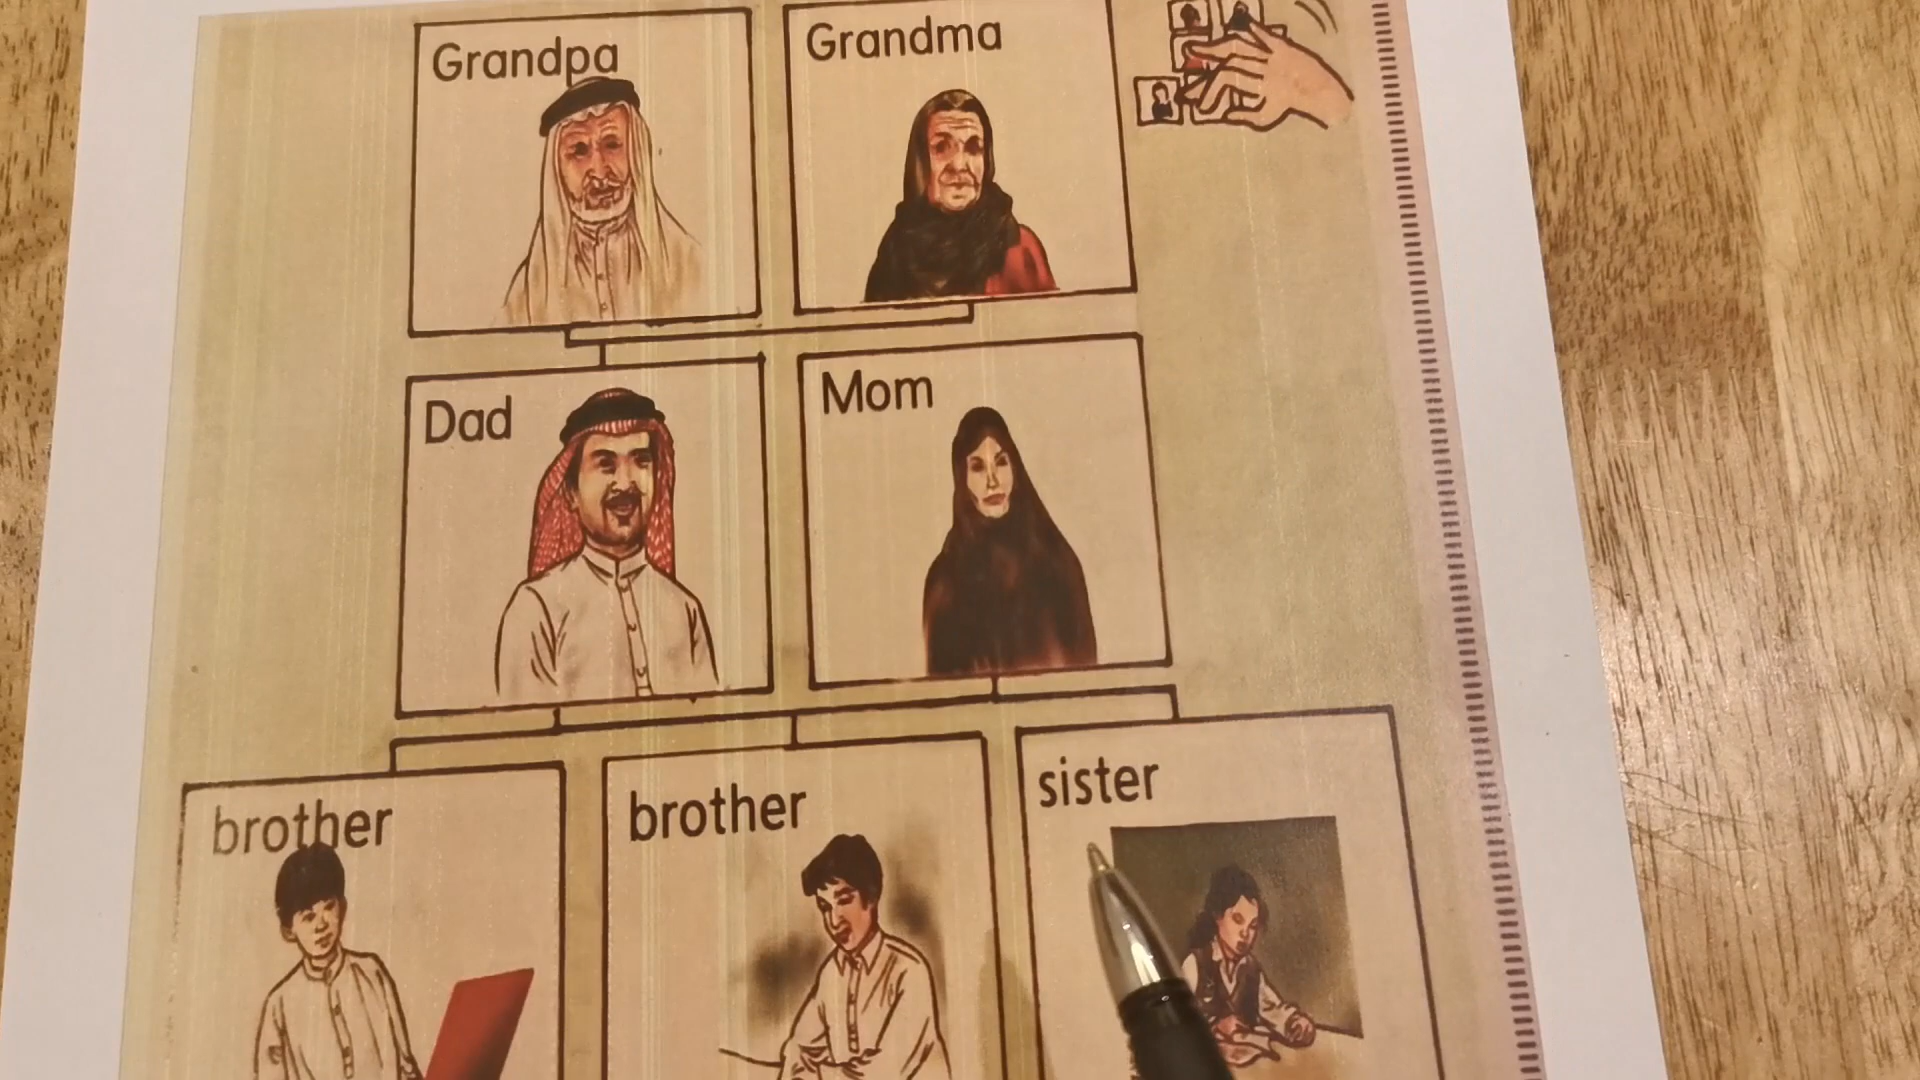 Grandpa
Grandma
Dad
Mom
brother
brother
sister